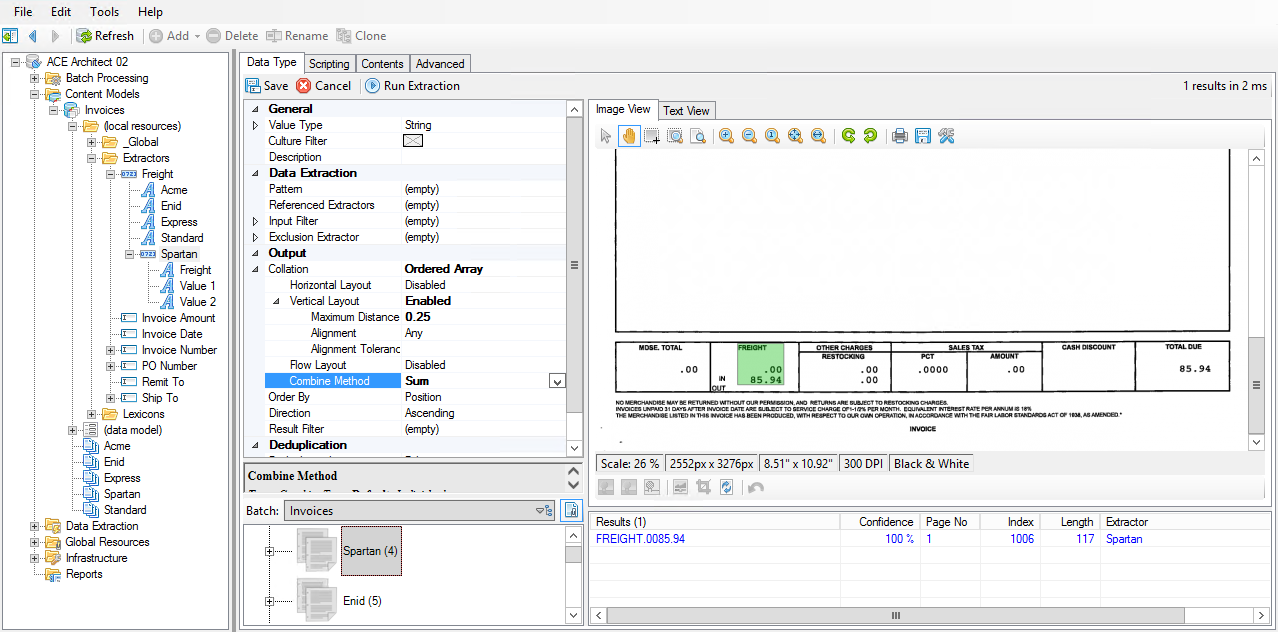 File Edit Tools Help
Refresh Add Delete Rename Clone
ACE Architect 02
Batch Processing
Content Models
Invoices
(local resources)
_Global
Extractors
Freight
Acme
Enid
Express
Standard
Spartan
Freight
Value 1
Value 2
Invoice Amount
Invoice Date
Invoice Number
PO Number
Remit To
Ship To
Lexicons
(data model)
Acme
Enid
Express
Spartan
Standard
Data Extraction
Global Resources
Infrastructure
Reports
Data Type Scripting Contents Advanced
Save Cancel Run Extraction 1 results in 2 ms
General
Value Type String
Culture Filter
Description
Data Extraction
Pattern (empty)
Referenced Extractors (empty)
Input Filter (empty)
Exclusion Extractor (empty)
Output
Collation Ordered Array
Horizontal Layout Disabled
Vertical Layout Enabled
Maximum Distance 0.25
Alignment Any
Alignment Toleranc
Flow Layout Disabled
Combine Method Sum
Order By Position
Direction Ascending
Result Filter (empty)
Deduplication
Combine Method
Batch: Invoices
Spartan (4)
Enid (5)
Image View Text View
MDSE. TOTAL FREIGHT OTHER CHARGES SALES TAX CASH DISCOUNT TOTAL DUE
RESTOCKING PCT AMOUNT
.00 .00 .00 .0000 .00 85.94
IN 85.94 .00
OUT
NO MERCHANDISE MAY BE RETURNED WITHOUT OUR PERMISSION, AND RETURNS ARE SUBJECT TO RESTOCKING CHARGES.
INVOICES UNPAID 31 DAYS AFTER INVOICE DATE ARE SUBJECT TO SERVICE CHARGE OF1-1/2% PER MONTH. EQUIVALENT INTEREST RATE PER ANNUM IS 18%
THE MERCHANDISE LISTED IN THIS INVOICE HAS BEEN PRODUCED, WITH RESPECT TO OUR OWN OPERATION, IN ACCORDANCE WITH THE FAIR LABOR STANDARDS ACT OF 1938, AS AMENDED.*
INVOICE
Scale: 26 % 2552px x 3276px 8.51" x 10.92" 300 DPI Black & White
Results (1) Confidence Page No Index Length Extractor
FREIGHT.0085.94 100 % 1 1006 117 Spartan